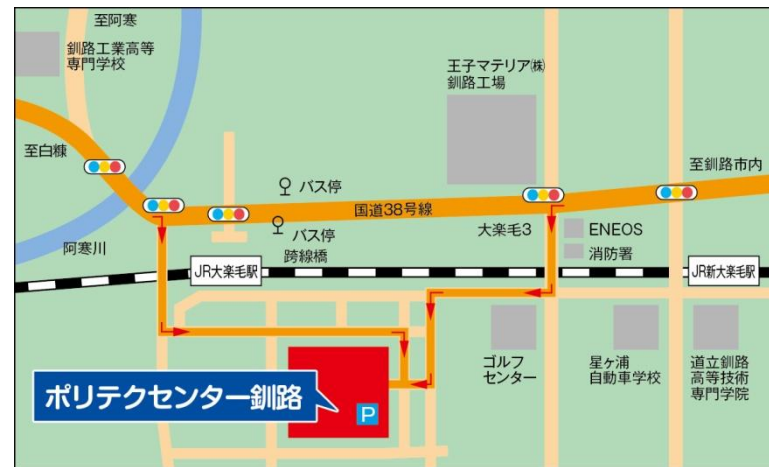 至阿寒
釧路工業高等
専門学校
王子マテリア㈱
釧路工場
至白糠
至釧路市内
バス停
国道38号線
阿寒川
バス停
跨線橋
大楽毛3
ENEOS
消防署
JR大楽毛駅
JR新大楽毛駅
ゴルフ
センター
星ヶ浦
自動車学校
道立釧路
高等技術
専門学院
ポリテクセンター釧路
P